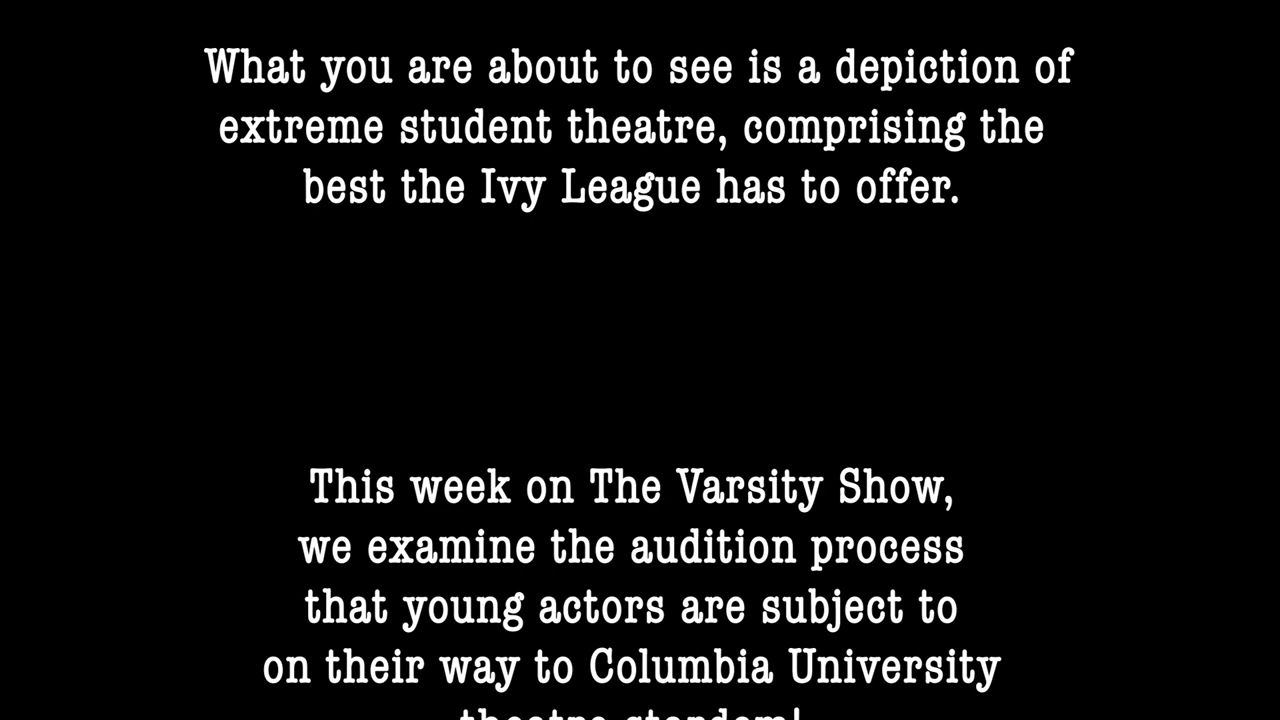 What you are about to see is a depiction of
extreme student theatre, comprising the
best the Ivy League has to offer.
This week on The Varsity Show,
we examine the audition process
that young actors are subject to
on their way to Columbia University
theatre stardom!